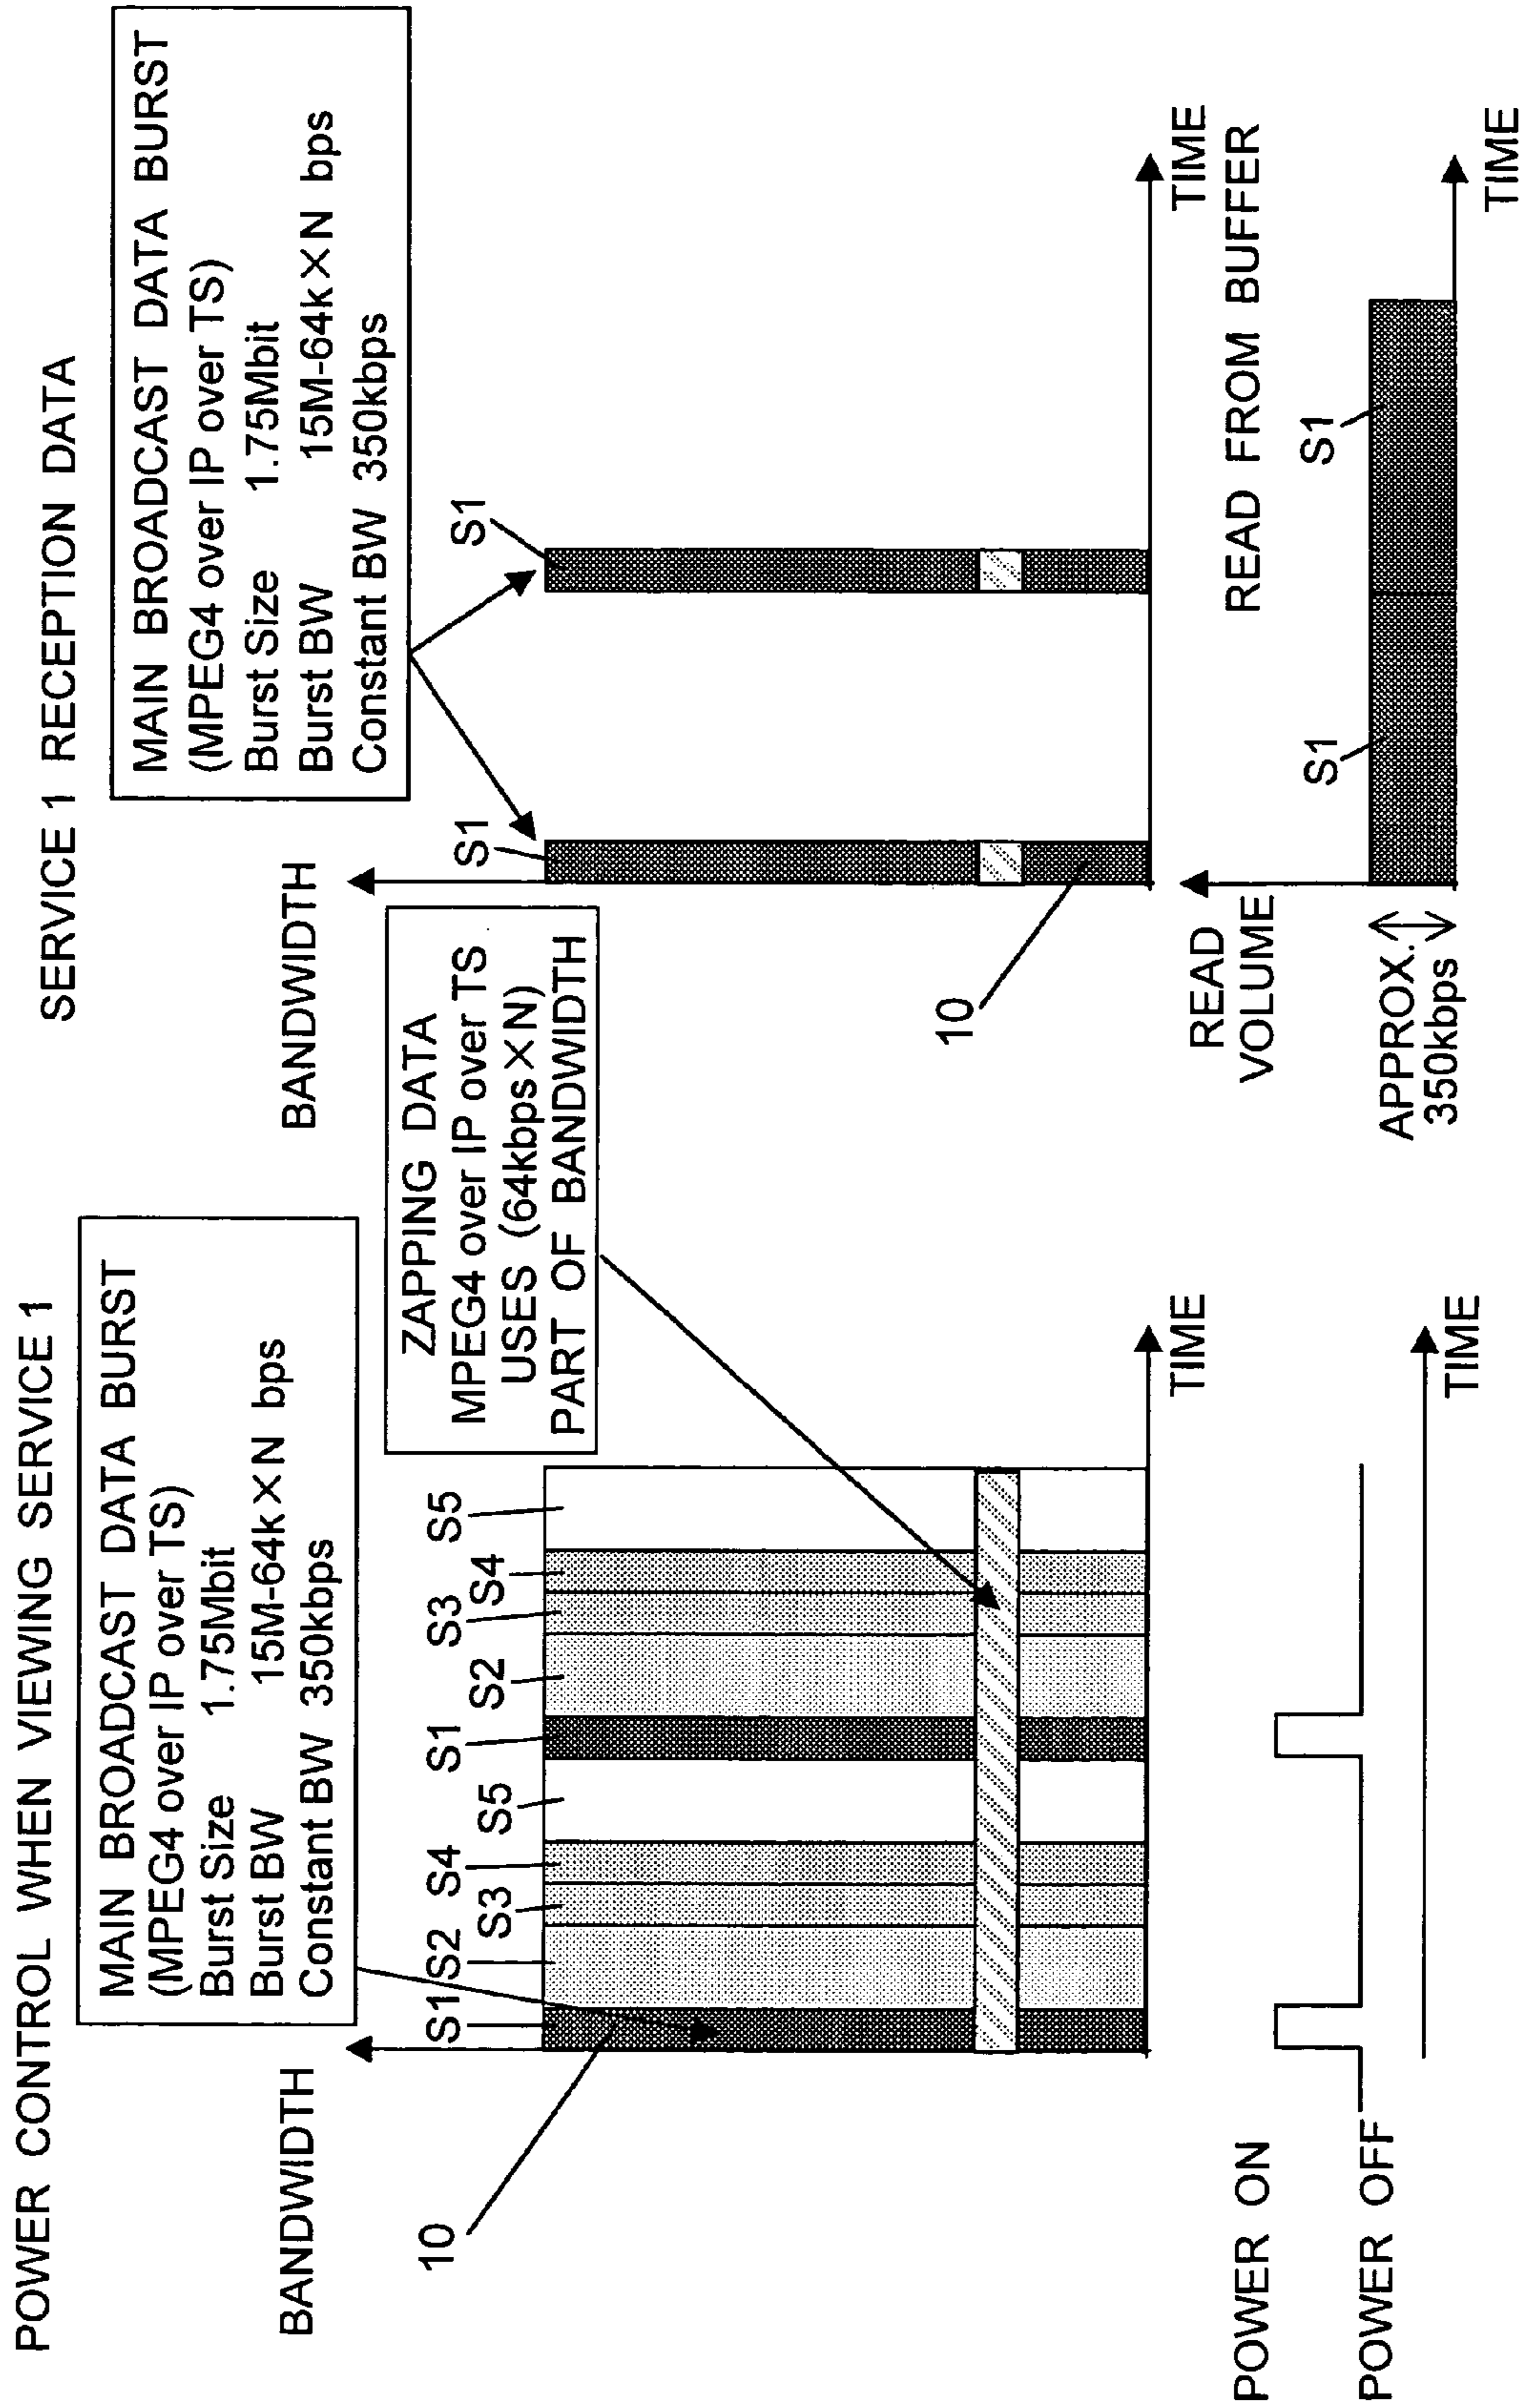 POWER CONTROL WHEN VIEWING SERVICE 1
MAIN BROADCAST DATA BURST
(MPEG4 over IP over TS)
Burst Size 1.75Mbit
Burst BW 15M-64k×N bps
Constant BW 350kbps
BANDWIDTH
10
S1
S2
S3
S4
S5
S1
S2
S3
S4
S5
ZAPPING DATA
MPEG4 over IP over TS
USES (64kbps×N)
PART OF BANDWIDTH
TIME
POWER ON
POWER OFF
TIME
SERVICE 1 RECEPTION DATA
MAIN BROADCAST DATA BURST
(MPEG4 over IP over TS)
Burst Size 1.75Mbit
Burst BW 15M-64k×N bps
Constant BW 350kbps
BANDWIDTH
S1
S1
10
TIME
READ FROM BUFFER
READ
VOLUME
S1
S1
APPROX.
350kbps
TIME